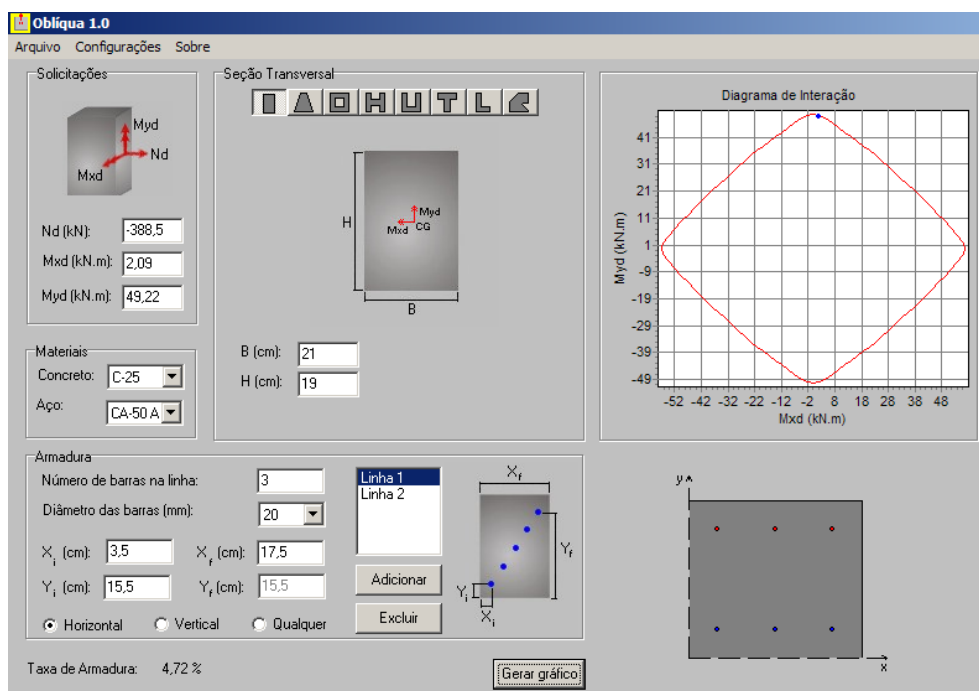 Oblíqua 1.0
Arquivo Configurações Sobre
Solicitações
Myd
Nd
Mxd
Nd (kN): -388,5
Mxd (kN.m): 2,09
Myd (kN.m): 49,22
Materiais
Concreto: C-25
Aço: CA-50 A
Seção Transversal
H
Myd
Mxd CG
B
B (cm): 21
H (cm): 19
Diagrama de Interação
Myd (kN.m)
41
31
21
11
1
-9
-19
-29
-39
-49
-52 -42 -32 -22 -12 -2 8 18 28 38 48
Mxd (kN.m)
Armadura
Número de barras na linha: 3
Diâmetro das barras (mm): 20
Xi (cm): 3,5 Xf (cm): 17,5
Yi (cm): 15,5 Yf (cm): 15,5
Horizontal Vertical Qualquer
Linha 1
Linha 2
Adicionar
Excluir
Xf
Yf
Yi
Xi
Taxa de Armadura: 4,72 %
Gerar gráfico
y
x